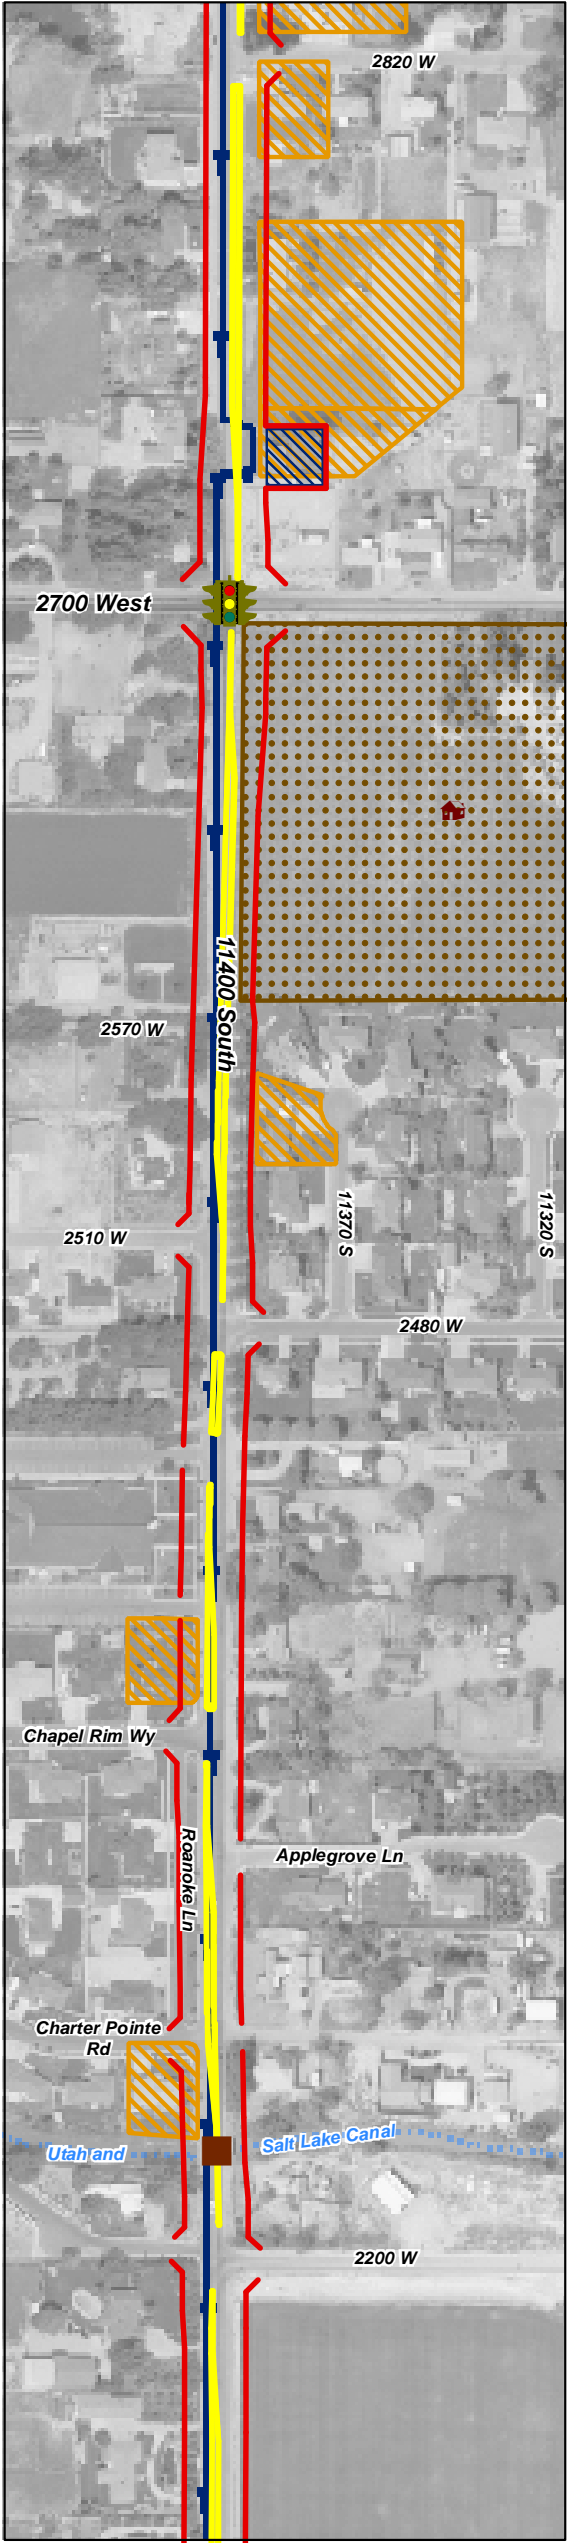 2820 W
2700 West
11400 South
2570 W
2510 W
11370 S
11320 S
2480 W
Chapel Rim Wy
Roanoke Ln
Applegrove Ln
Charter Pointe
Rd
Utah and
Salt Lake Canal
2200 W